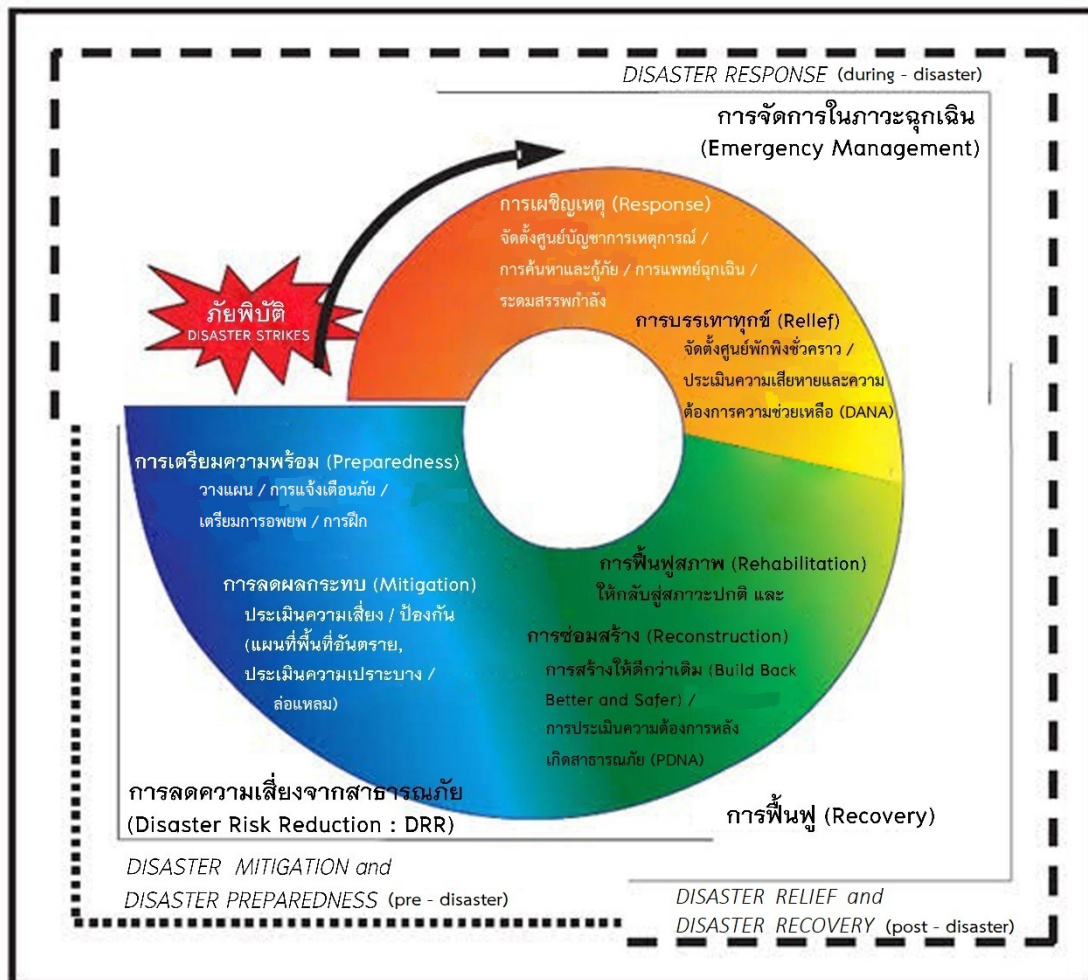 DISASTER RESPONSE (during - disaster)
การจัดการในภาวะฉุกเฉิน
(Emergency Management)
การเผชิญเหตุ (Response)
จัดตั้งศูนย์บัญชาการเหตุการณ์ /
การค้นหาและกู้ภัย / การแพทย์ฉุกเฉิน /
ระดมสรรพกำลัง
ภัยพิบัติ
DISASTER STRIKES
การบรรเทาทุกข์ (Rellef)
จัดตั้งศูนย์พักพิงชั่วคราว /
ประเมินความเสียหายและความ
ต้องการความช่วยเหลือ (DANA)
การเตรียมความพร้อม (Preparedness)
วางแผน / การแจ้งเตือนภัย /
เตรียมการอพยพ / การฝึก
การลดผลกระทบ (Mitigation)
ประเมินความเสี่ยง / ป้องกัน
(แผนที่พื้นที่อันตราย,
ประเมินความเปราะบาง /
ล่อแหลม)
การฟื้นฟูสภาพ (Rehabilitation)
ให้กลับสู่สภาวะปกติ และ
การซ่อมสร้าง (Reconstruction)
การสร้างให้ดีกว่าเดิม (Build Back
Better and Safer) /
การประเมินความต้องการหลัง
เกิดสาธารณภัย (PDNA)
การลดความเสี่ยงจากสาธารณภัย
(Disaster Risk Reduction : DRR)
การฟื้นฟู (Recovery)
DISASTER MITIGATION and
DISASTER PREPAREDNESS (pre - disaster)
DISASTER RELIEF and
DISASTER RECOVERY (post - disaster)